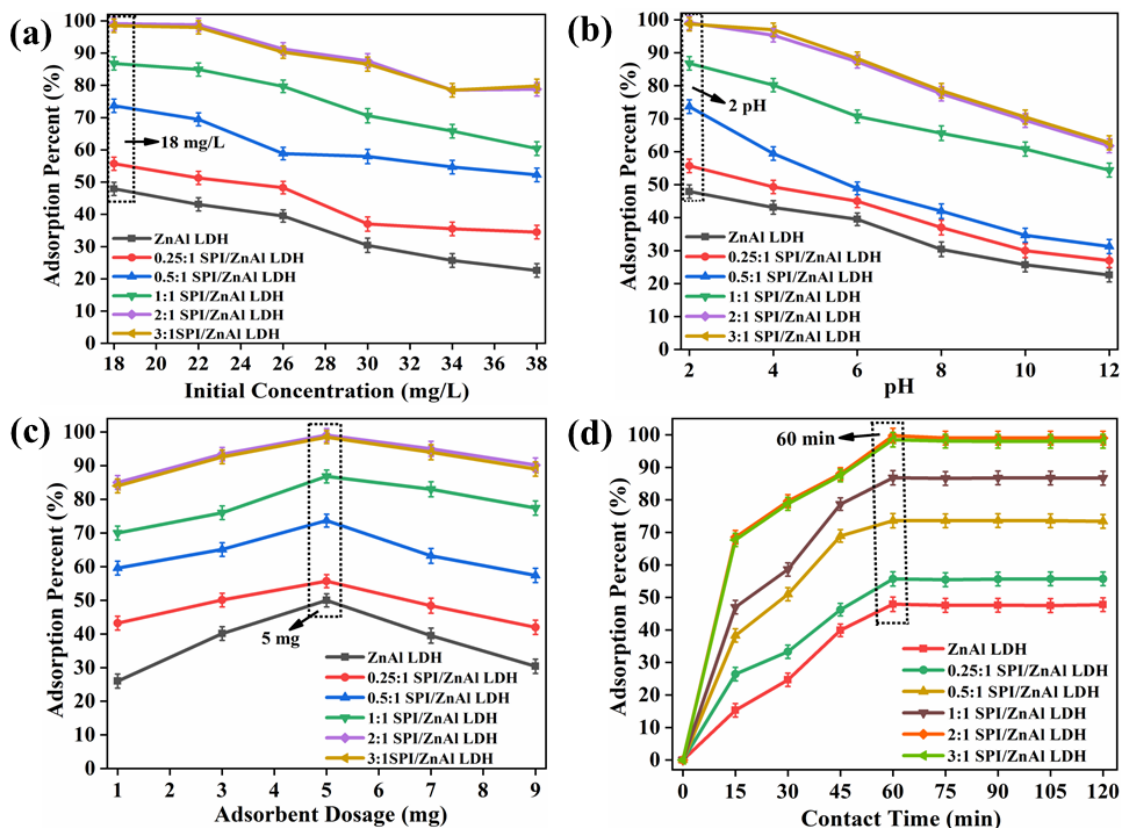 (a)
Adsorption Percent (%)
100
90
80
70
60
50
40
30
20
10
0
18 mg/L
ZnAl LDH
0.25:1 SPI/ZnAl LDH
0.5:1 SPI/ZnAl LDH
1:1 SPI/ZnAl LDH
2:1 SPI/ZnAl LDH
3:1SPI/ZnAl LDH
18 20 22 24 26 28 30 32 34 36 38
Initial Concentration (mg/L)
(b)
Adsorption Percent (%)
100
90
80
70
60
50
40
30
20
10
0
2 pH
ZnAl LDH
0.25:1 SPI/ZnAl LDH
0.5:1 SPI/ZnAl LDH
1:1 SPI/ZnAl LDH
2:1 SPI/ZnAl LDH
3:1 SPI/ZnAl LDH
2 4 6 8 10 12
pH
(c)
Adsorption Percent (%)
100
90
80
70
60
50
40
30
20
10
0
5 mg
ZnAl LDH
0.25:1 SPI/ZnAl LDH
0.5:1 SPI/ZnAl LDH
1:1 SPI/ZnAl LDH
2:1 SPI/ZnAl LDH
3:1SPI/ZnAl LDH
1 2 3 4 5 6 7 8 9
Adsorbent Dosage (mg)
(d)
Adsorption Percent (%)
100
90
80
70
60
50
40
30
20
10
0
60 min
ZnAl LDH
0.25:1 SPI/ZnAl LDH
0.5:1 SPI/ZnAl LDH
1:1 SPI/ZnAl LDH
2:1 SPI/ZnAl LDH
3:1 SPI/ZnAl LDH
0 15 30 45 60 75 90 105 120
Contact Time (min)